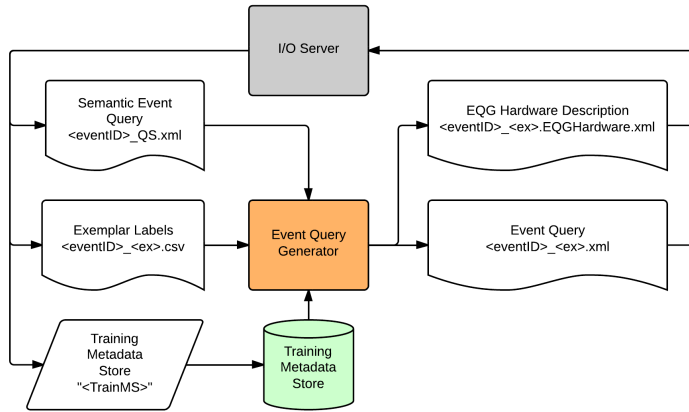 I/O Server
Semantic Event
Query
<eventID>_QS.xml
EQG Hardware Description
<eventID>_<ex>.EQGHardware.xml
Exemplar Labels
<eventID>_<ex>.csv
Event Query
Generator
Event Query
<eventID>_<ex>.xml
Training
Metadata
Store
"<TrainMS>"
Training
Metadata
Store